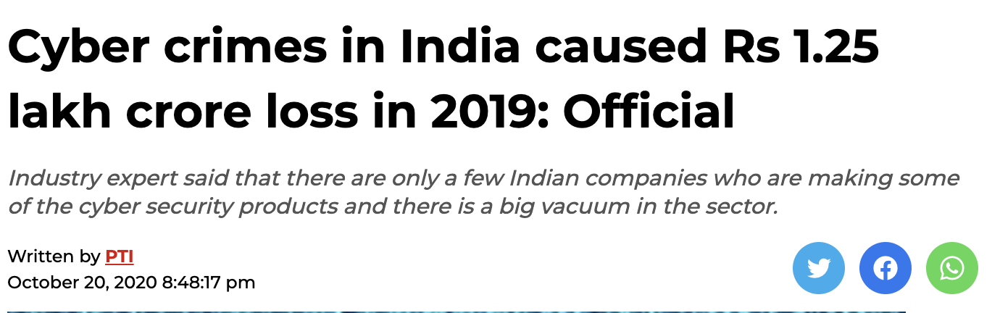 Cyber crimes in India caused Rs 1.25
lakh crore loss in 2019: Official
Industry expert said that there are only a few Indian companies who are making some
of the cyber security products and there is a big vacuum in the sector.
Written by PTI
October 20, 2020 8:48:17 pm